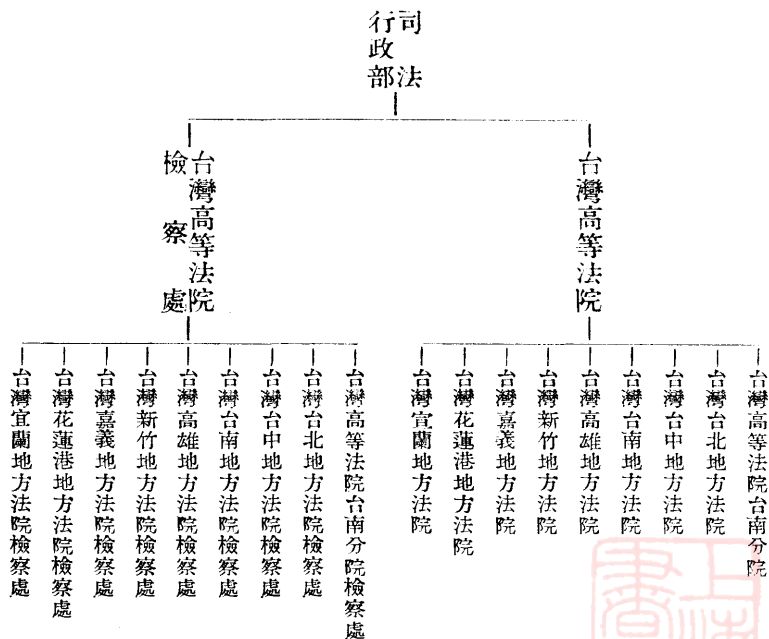 司法行政部
台灣高等法院
台灣高等法院檢察處
台灣高等法院台南分院
台灣台北地方法院
台灣台中地方法院
台灣台南地方法院
台灣高雄地方法院
台灣新竹地方法院
台灣嘉義地方法院
台灣花蓮港地方法院
台灣宜蘭地方法院
台灣高等法院台南分院檢察處
台灣台北地方法院檢察處
台灣台中地方法院檢察處
台灣台南地方法院檢察處
台灣高雄地方法院檢察處
台灣新竹地方法院檢察處
台灣嘉義地方法院檢察處
台灣花蓮港地方法院檢察處
台灣宜蘭地方法院檢察處